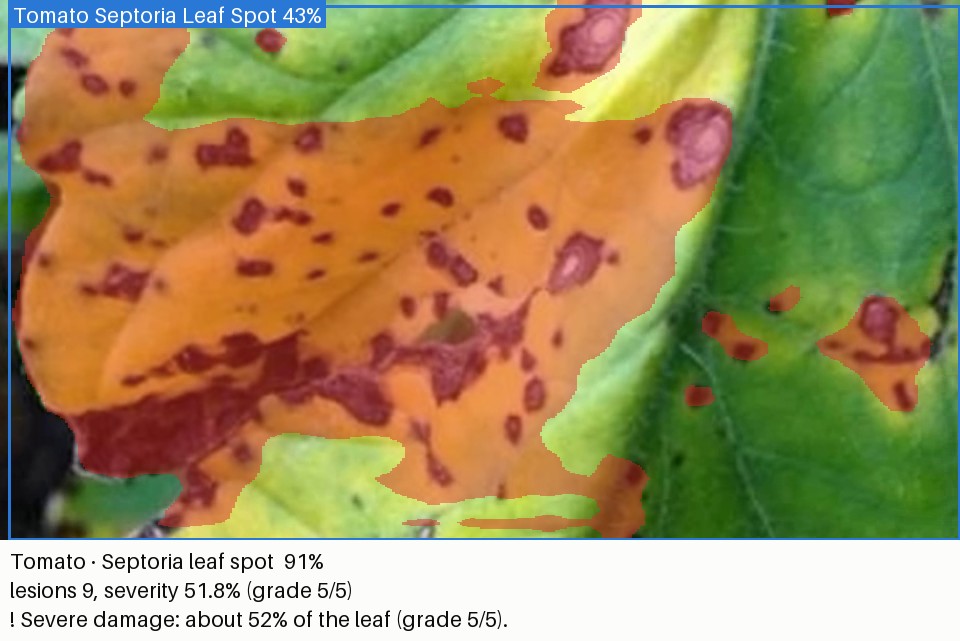 Tomato Septoria Leaf Spot 43%
Tomato · Septoria leaf spot 91%
lesions 9, severity 51.8% (grade 5/5)
! Severe damage: about 52% of the leaf (grade 5/5).